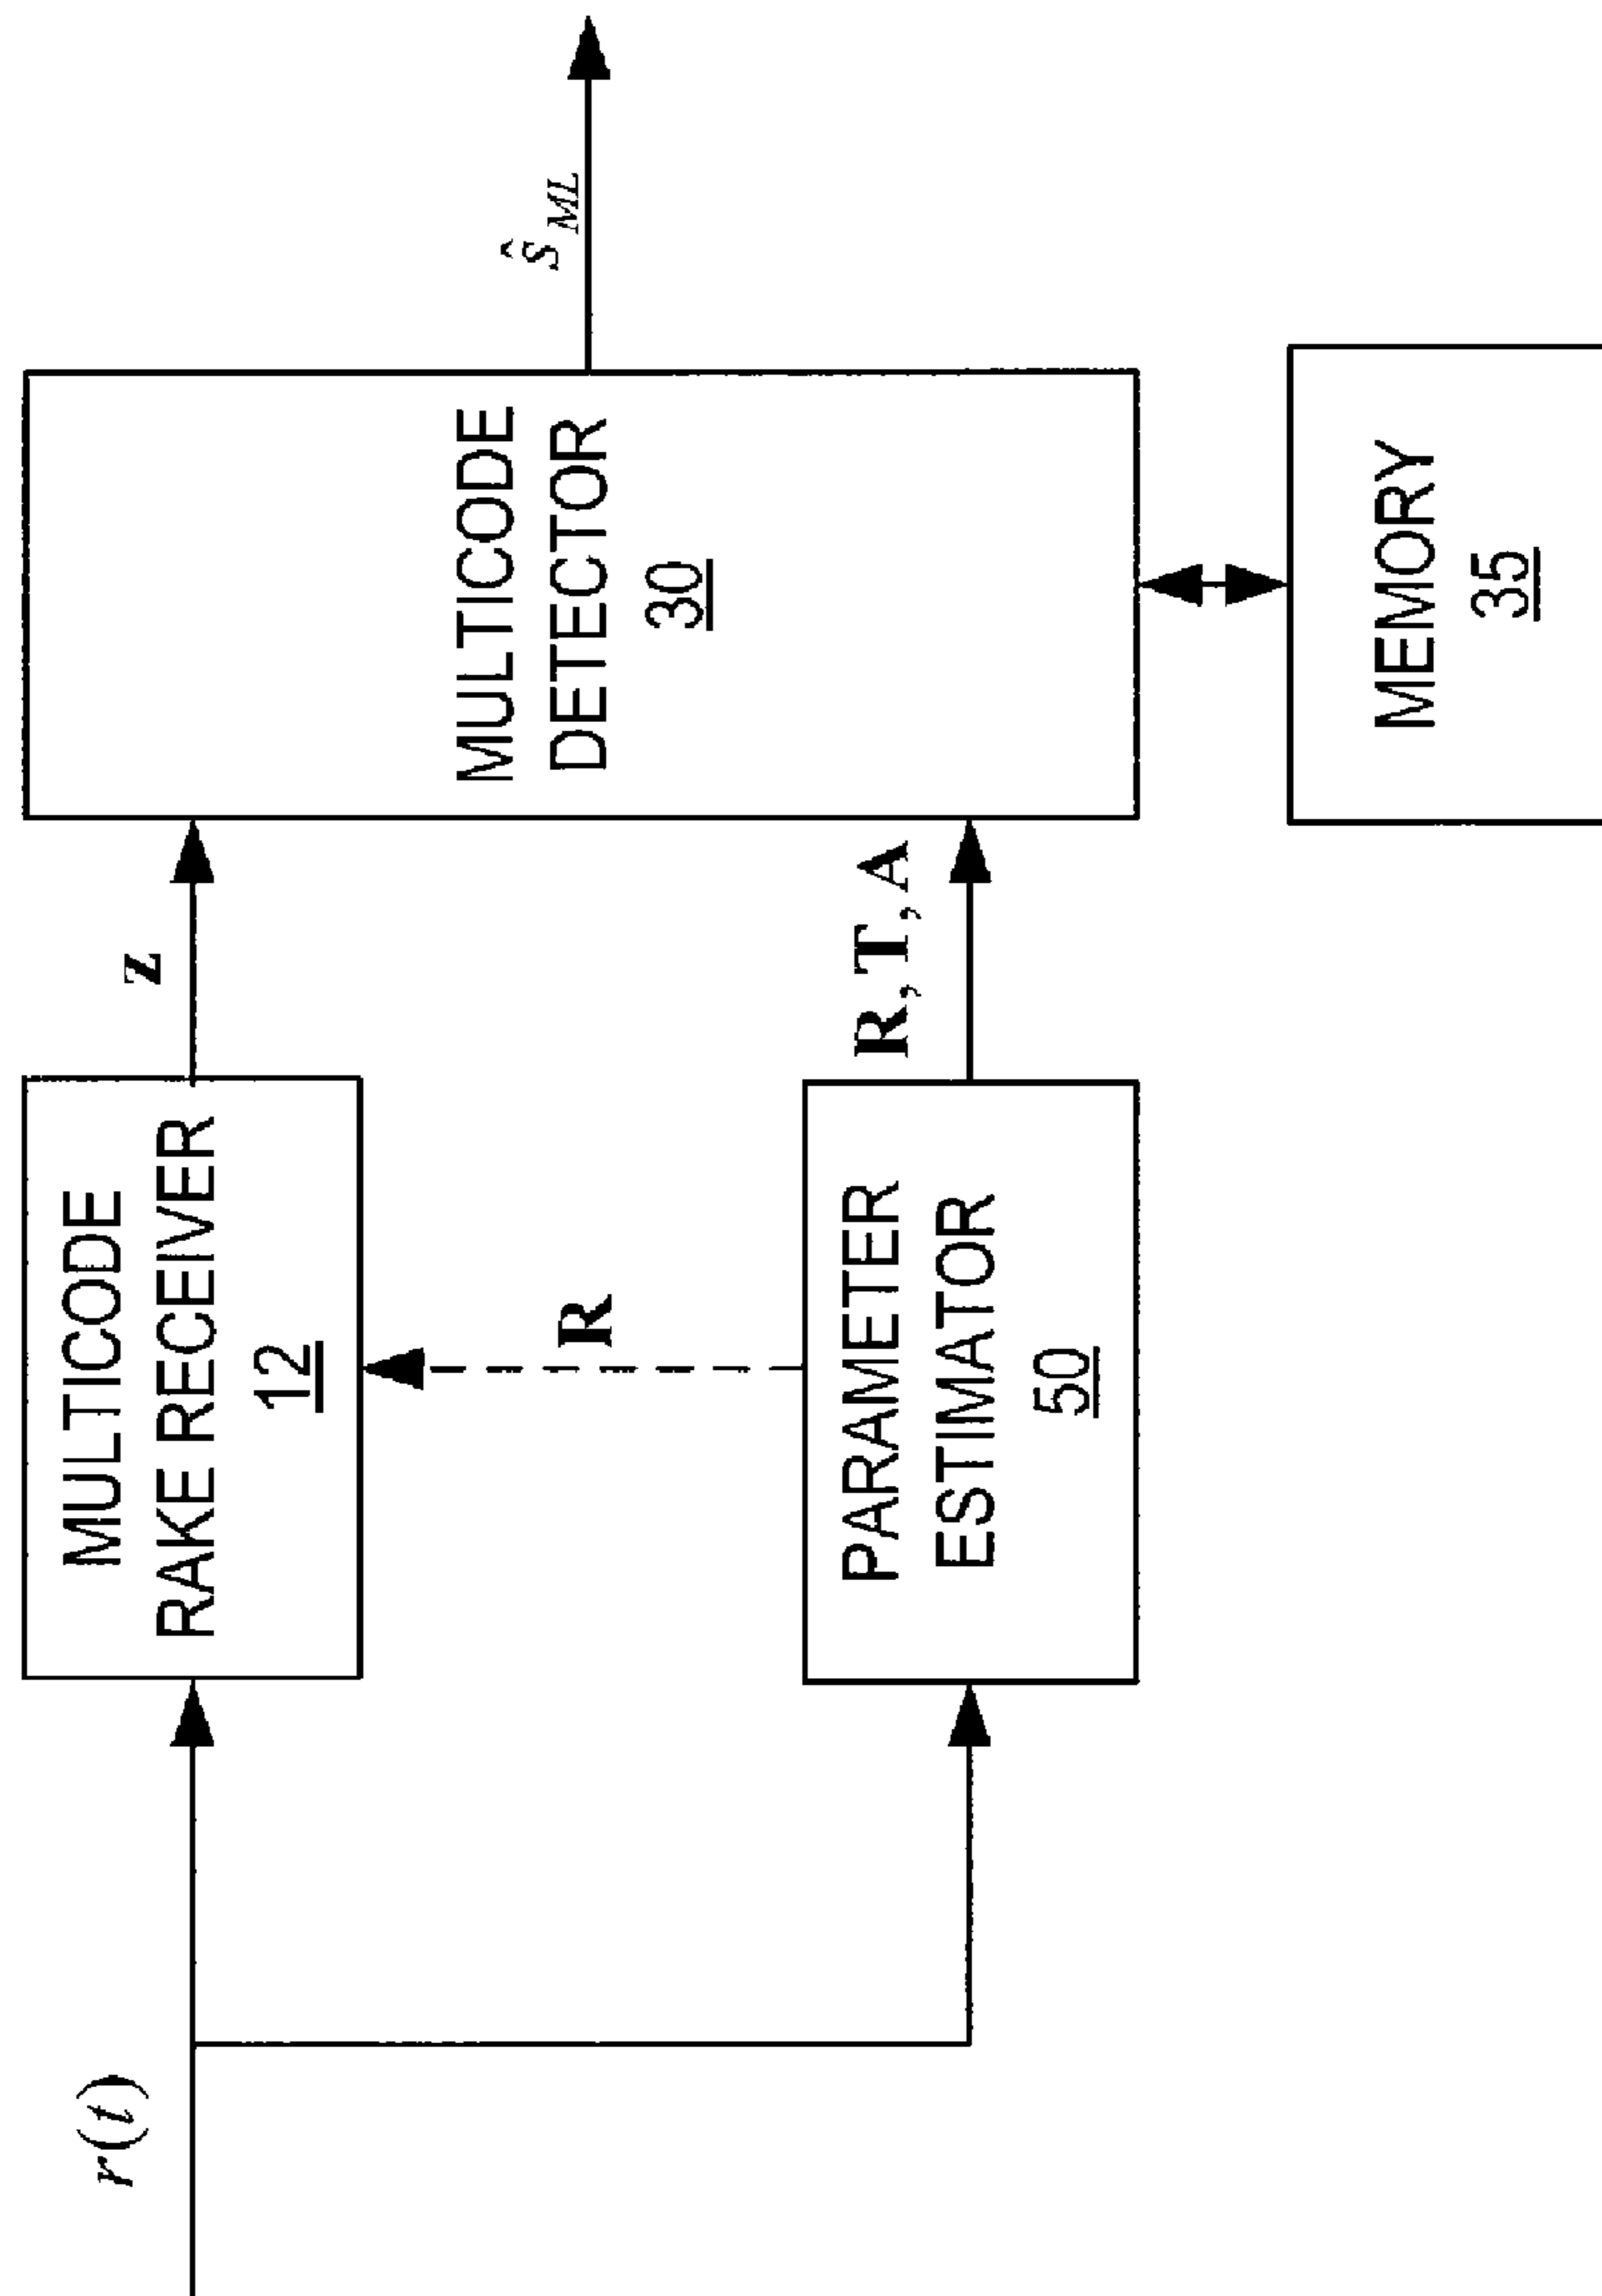 r(t)
MULTICODE
RAKE RECEIVER
12
R
PARAMETER
ESTIMATOR
50
z
R, T, A
MULTICODE
DETECTOR
30
ŝ_ML
MEMORY
35